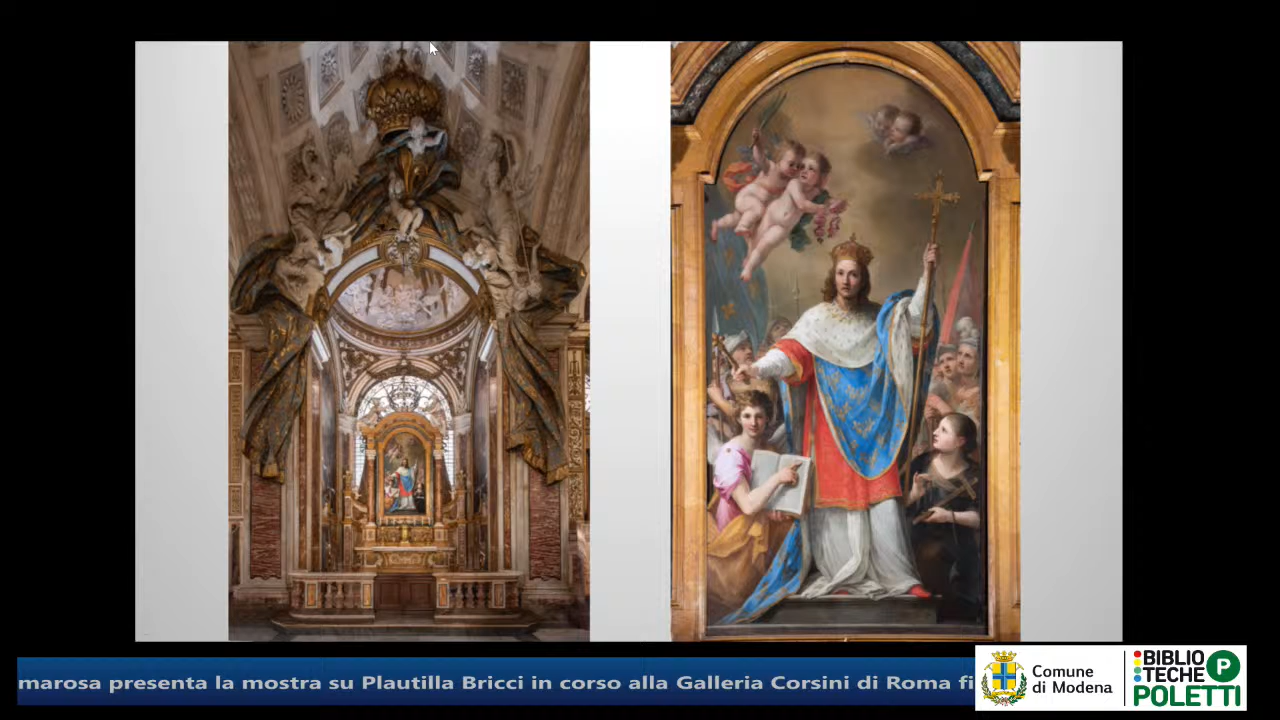 marosa presenta la mostra su Plautilla Bricci in corso alla Galleria Corsini di Roma fi
Comune
di Modena
BIBLIO
TECHE
POLETTI
P